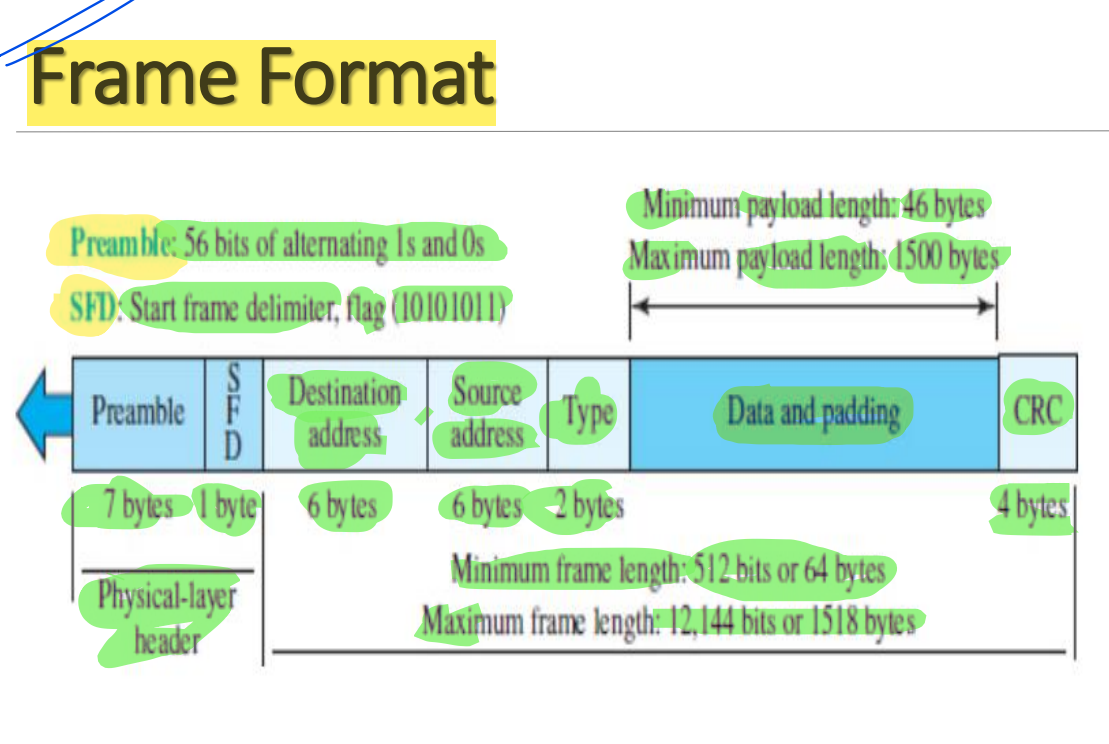 Frame Format
Minimum payload length: 46 bytes
Preamble: 56 bits of alternating 1s and 0s
Maximum payload length: 1500 bytes
SFD: Start frame delimiter, flag (10101011)
Preamble
SFD
Destination
address
Source
address
Type
Data and padding
CRC
7 bytes
1 byte
6 bytes
6 bytes
2 bytes
4 bytes
Physical-layer
header
Minimum frame length: 512 bits or 64 bytes
Maximum frame length: 12,144 bits or 1518 bytes